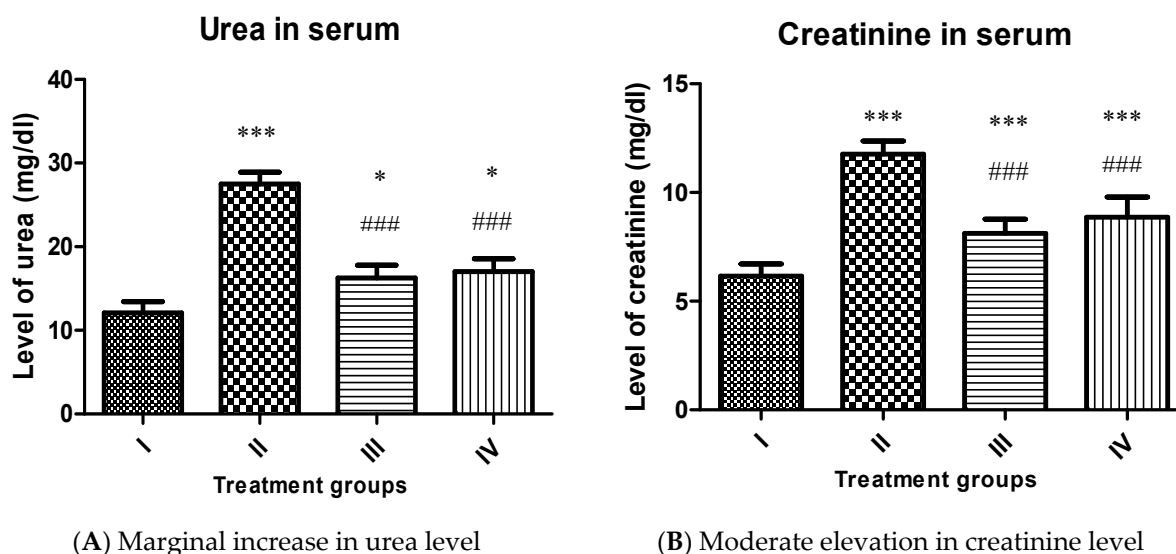 Urea in serum
Level of urea (mg/dl)
40
30
20
10
0
***
*
###
*
###
I
II
III
IV
Treatment groups
(A) Marginal increase in urea level
Creatinine in serum
Level of creatinine (mg/dl)
15
10
5
0
***
***
###
***
###
I
II
III
IV
Treatment groups
(B) Moderate elevation in creatinine level